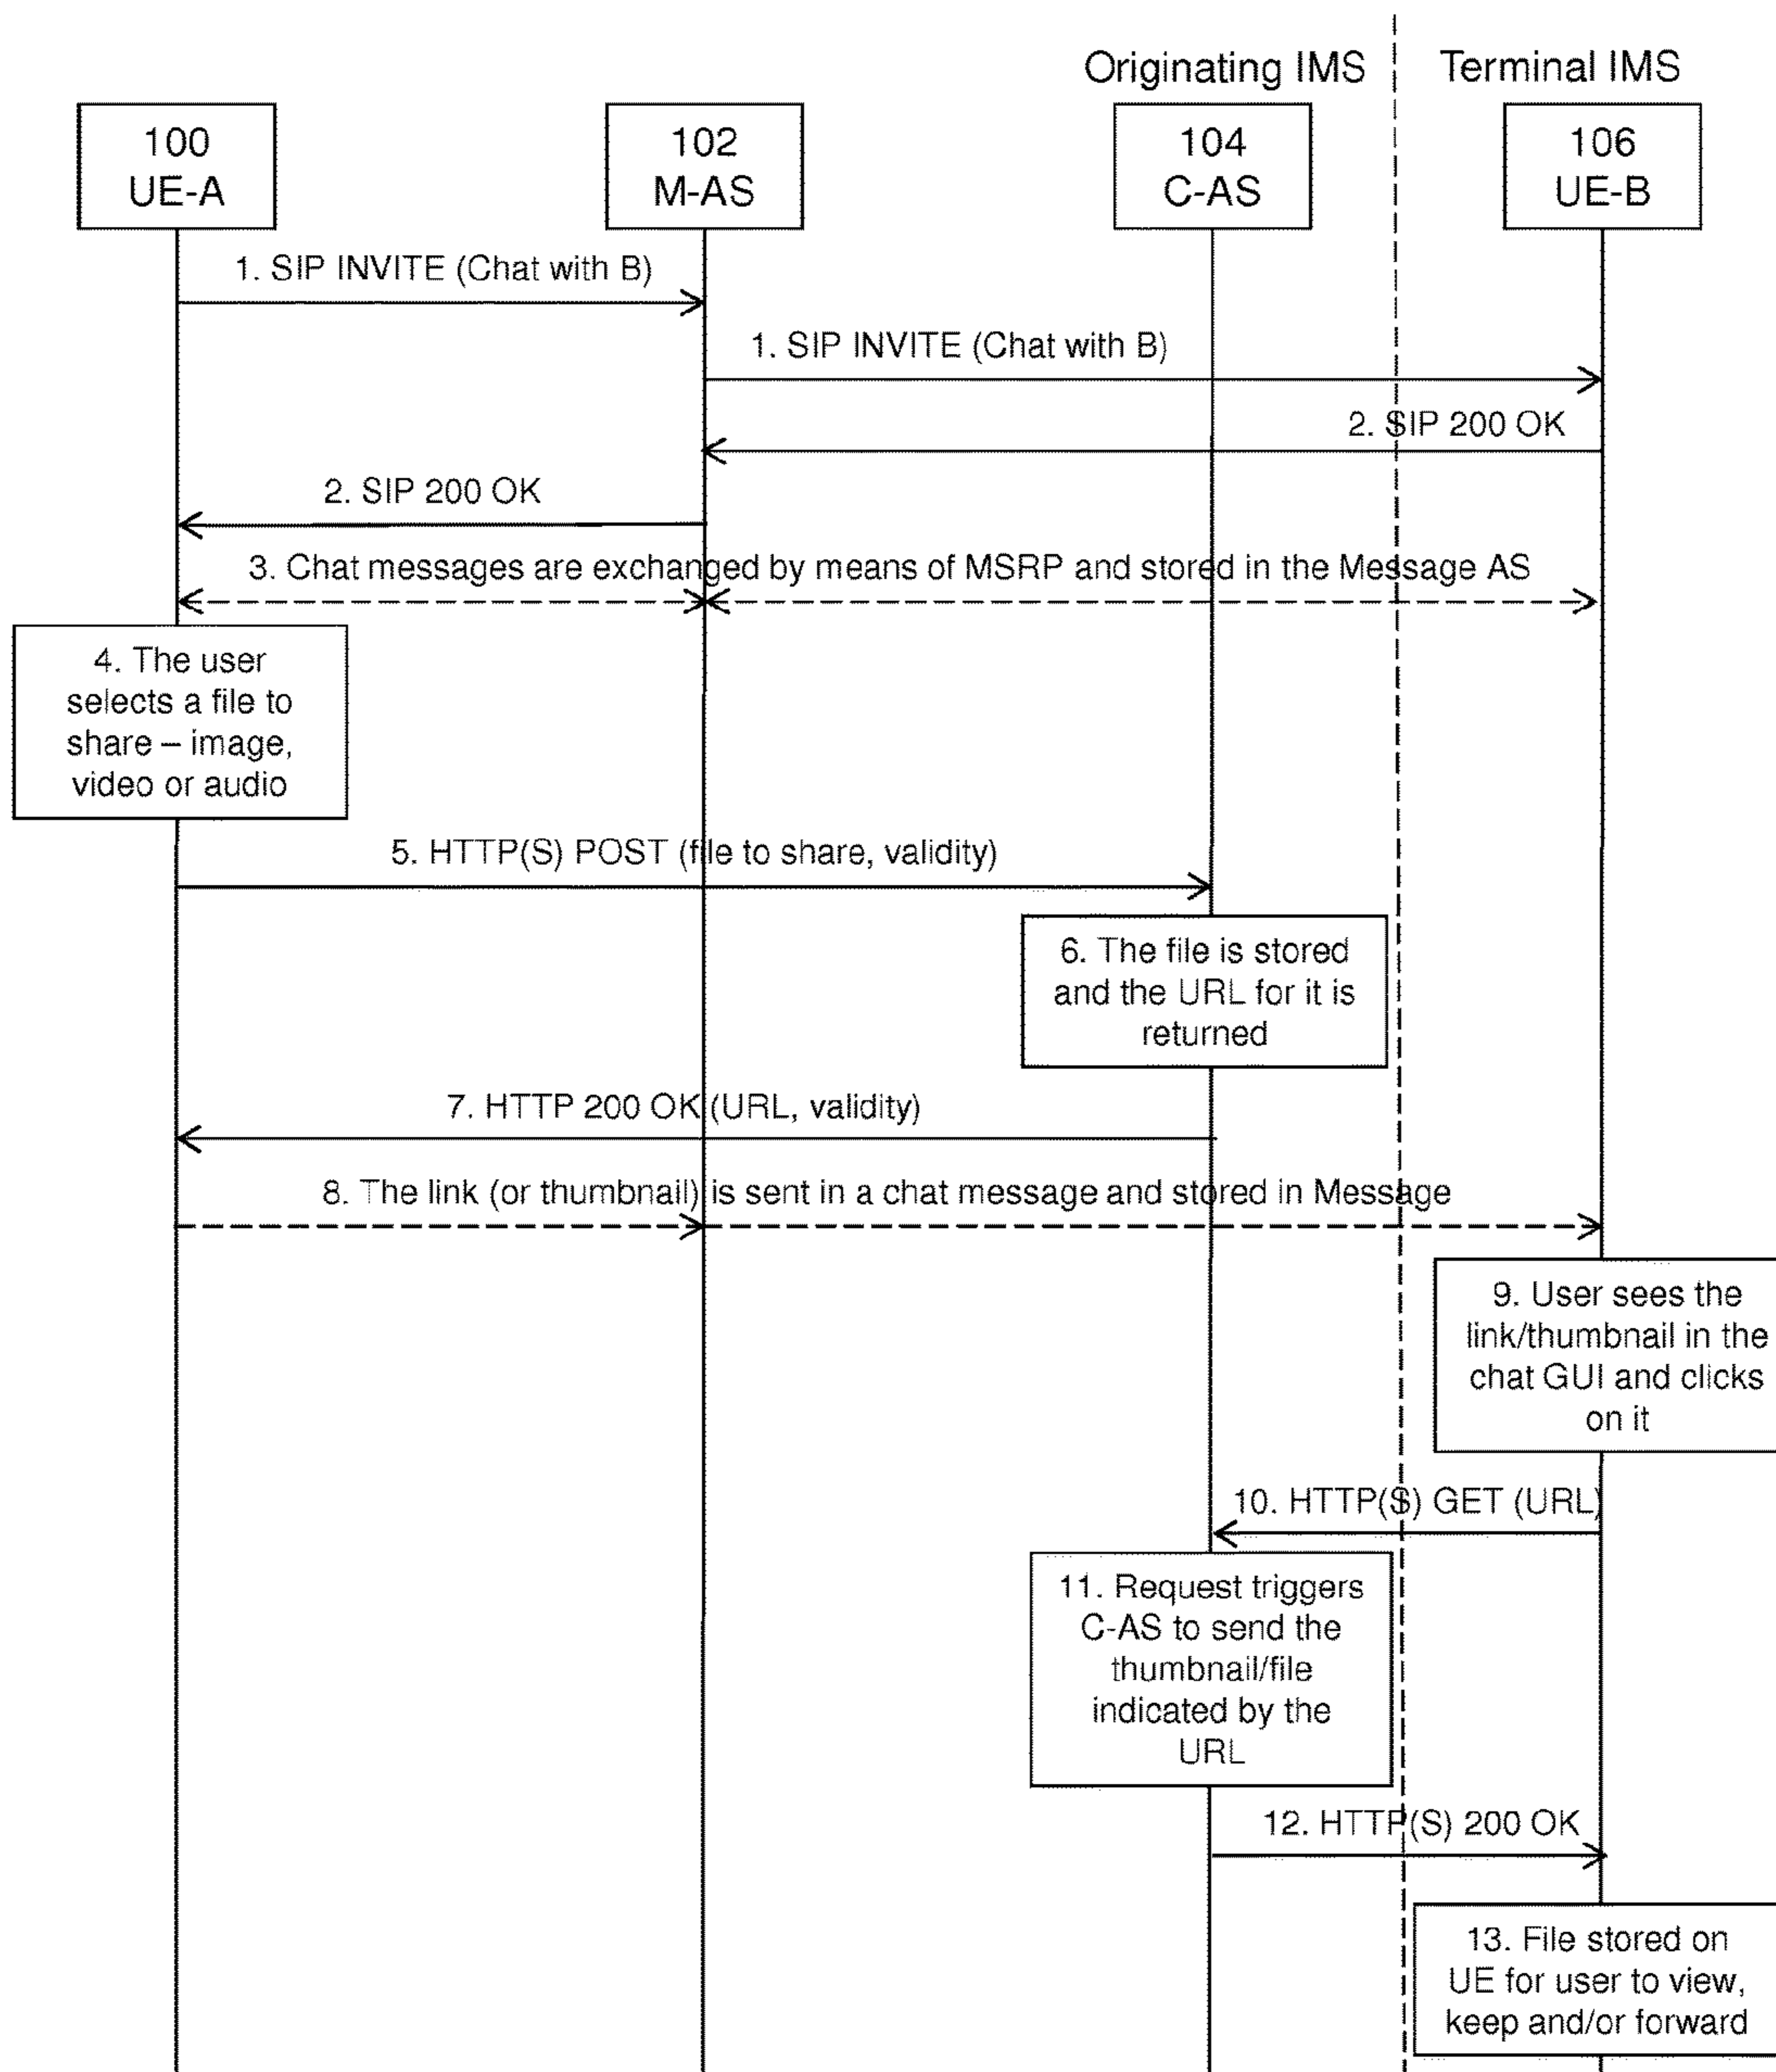 Originating IMS
Terminal IMS
100
UE-A
102
M-AS
104
C-AS
106
UE-B
1. SIP INVITE (Chat with B)
1. SIP INVITE (Chat with B)
2. SIP 200 OK
2. SIP 200 OK
3. Chat messages are exchanged by means of MSRP and stored in the Message AS
4. The user
selects a file to
share – image,
video or audio
5. HTTP(S) POST (file to share, validity)
6. The file is stored
and the URL for it is
returned
7. HTTP 200 OK (URL, validity)
8. The link (or thumbnail) is sent in a chat message and stored in Message
9. User sees the
link/thumbnail in the
chat GUI and clicks
on it
10. HTTP(S) GET (URL)
11. Request triggers
C-AS to send the
thumbnail/file
indicated by the
URL
12. HTTP(S) 200 OK
13. File stored on
UE for user to view,
keep and/or forward